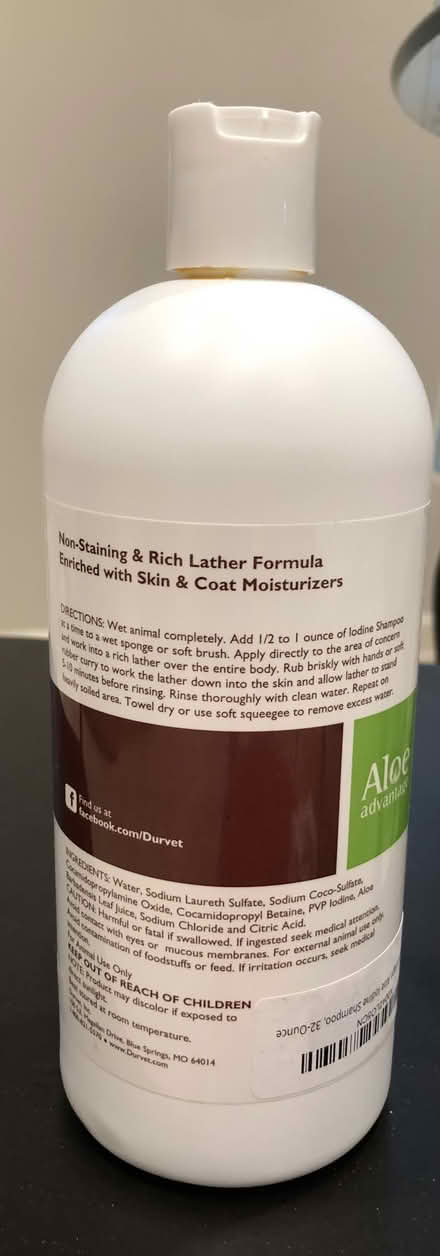 Non-Staining & Rich Lather Formula
Enriched with Skin & Coat Moisturizers
DIRECTIONS: Wet animal completely. Add 1/2 to 1 ounce of Iodine Shampoo
at a time to a wet sponge or soft brush. Apply directly to the area of concern
and work into a rich lather over the entire body. Rub briskly with hands or soft
rubber curry to work the lather down into the skin and allow lather to stand
5-10 minutes before rinsing. Rinse thoroughly with clean water. Repeat on
heavily soiled area. Towel dry or use soft squeegee to remove excess water.
Find us at
facebook.com/Durvet
Aloe
advantage
INGREDIENTS: Water, Sodium Laureth Sulfate, Sodium Coco-Sulfate,
Cocamidopropylamine Oxide, Cocamidopropyl Betaine, PVP Iodine, Aloe
Barbadensis Leaf Juice, Sodium Chloride and Citric Acid.
CAUTION: Harmful or fatal if swallowed. If ingested seek medical attention.
Avoid contact with eyes or mucous membranes. For external animal use only.
Avoid contamination of foodstuffs or feed. If irritation occurs, seek medical
For Animal Use Only
KEEP OUT OF REACH OF CHILDREN
NOTE: Product may discolor if exposed to
direct sunlight.
stored at room temperature.
Drive, Blue Springs, MO 64014
• www.Durvet.com
Iodine Shampoo, 32-Ounce